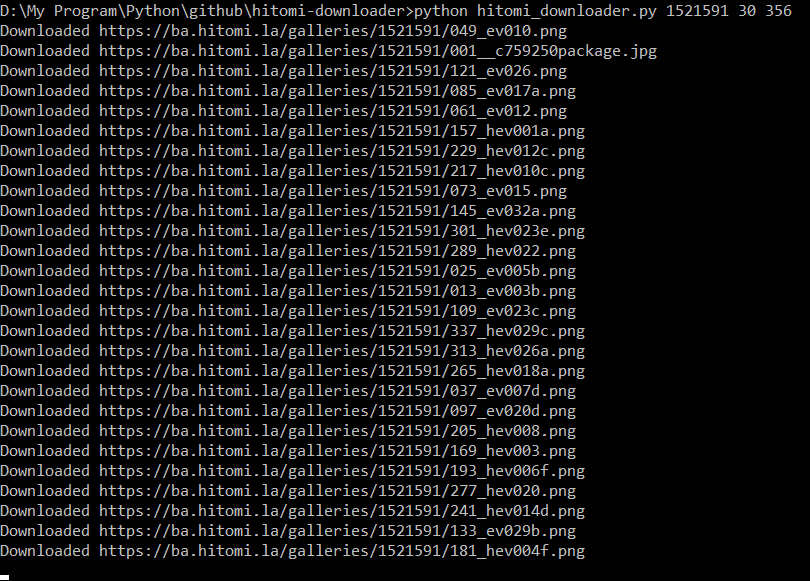 D:\My Program\Python\github\hitomi-downloader>python hitomi_downloader.py 1521591 30 356
Downloaded https://ba.hitomi.la/galleries/1521591/049_ev010.png
Downloaded https://ba.hitomi.la/galleries/1521591/001__c759250package.jpg
Downloaded https://ba.hitomi.la/galleries/1521591/121_ev026.png
Downloaded https://ba.hitomi.la/galleries/1521591/085_ev017a.png
Downloaded https://ba.hitomi.la/galleries/1521591/061_ev012.png
Downloaded https://ba.hitomi.la/galleries/1521591/157_hev001a.png
Downloaded https://ba.hitomi.la/galleries/1521591/229_hev012c.png
Downloaded https://ba.hitomi.la/galleries/1521591/217_hev010c.png
Downloaded https://ba.hitomi.la/galleries/1521591/073_ev015.png
Downloaded https://ba.hitomi.la/galleries/1521591/145_ev032a.png
Downloaded https://ba.hitomi.la/galleries/1521591/301_hev023e.png
Downloaded https://ba.hitomi.la/galleries/1521591/289_hev022.png
Downloaded https://ba.hitomi.la/galleries/1521591/025_ev005b.png
Downloaded https://ba.hitomi.la/galleries/1521591/013_ev003b.png
Downloaded https://ba.hitomi.la/galleries/1521591/109_ev023c.png
Downloaded https://ba.hitomi.la/galleries/1521591/337_hev029c.png
Downloaded https://ba.hitomi.la/galleries/1521591/313_hev026a.png
Downloaded https://ba.hitomi.la/galleries/1521591/265_hev018a.png
Downloaded https://ba.hitomi.la/galleries/1521591/037_ev007d.png
Downloaded https://ba.hitomi.la/galleries/1521591/097_ev020d.png
Downloaded https://ba.hitomi.la/galleries/1521591/205_hev008.png
Downloaded https://ba.hitomi.la/galleries/1521591/169_hev003.png
Downloaded https://ba.hitomi.la/galleries/1521591/193_hev006f.png
Downloaded https://ba.hitomi.la/galleries/1521591/277_hev020.png
Downloaded https://ba.hitomi.la/galleries/1521591/241_hev014d.png
Downloaded https://ba.hitomi.la/galleries/1521591/133_ev029b.png
Downloaded https://ba.hitomi.la/galleries/1521591/181_hev004f.png